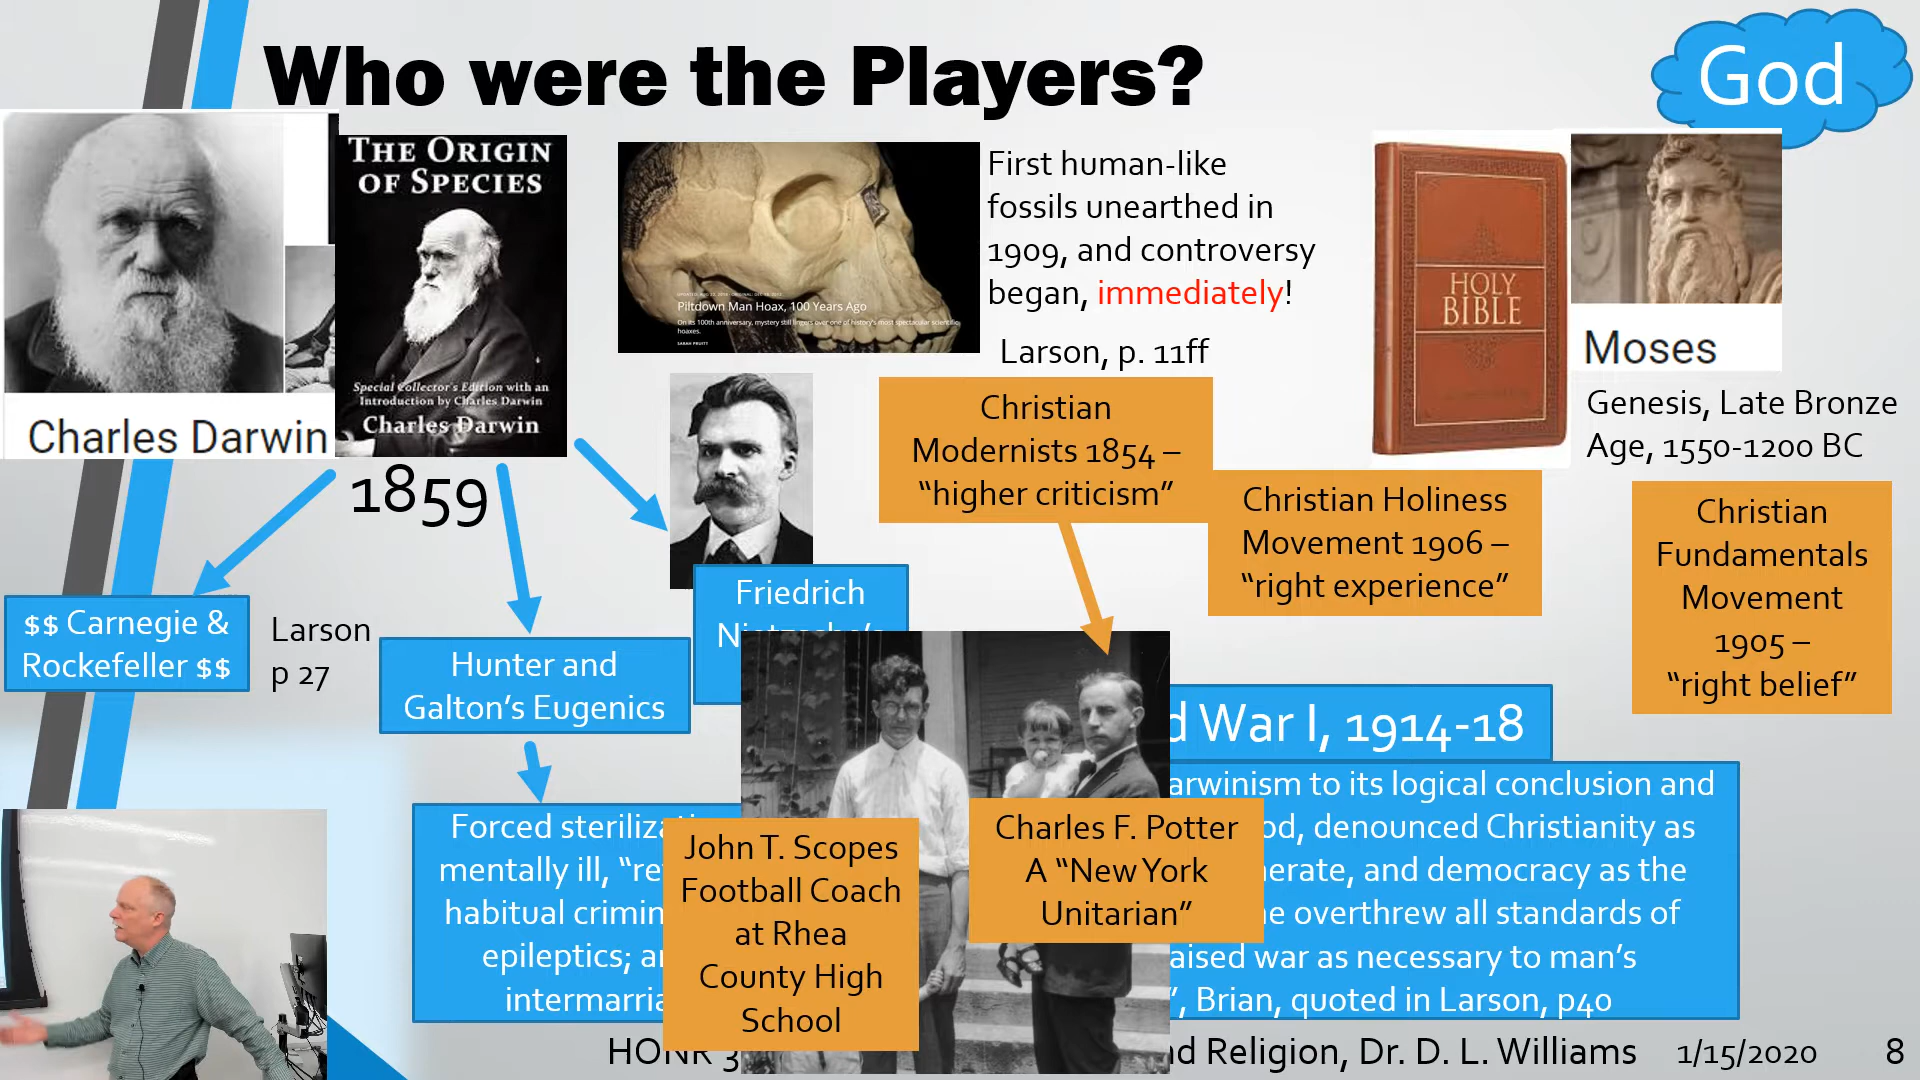 Who were the Players?
God
THE ORIGIN
OF SPECIES
Special Collector's Edition with an
Introduction by Charles Darwin
Charles Darwin
Charles Darwin
1859
Piltdown Man Hoax, 100 Years Ago
On its 100th anniversary, mystery still lingers over one of history's most spectacular scientific
hoaxes.
SARAH PRUITT
First human-like
fossils unearthed in
1909, and controversy
began, immediately!
Larson, p. 11ff
HOLY
BIBLE
Moses
Genesis, Late Bronze
Age, 1550-1200 BC
Christian
Modernists 1854 –
“higher criticism”
Christian Holiness
Movement 1906 –
“right experience”
Christian
Fundamentals
Movement
1905 –
“right belief”
$$ Carnegie &
Rockefeller $$
Larson
p 27
Hunter and
Galton’s Eugenics
Friedrich
d War I, 1914-18
Forced
mentally ill,
habitual
epileptics;
John T. Scopes
Football Coach
at Rhea
County High
School
Charles F. Potter
A “New York
Unitarian”
arwinism to its logical conclusion and
od, denounced Christianity as
nerate, and democracy as the
e overthrew all standards of
aised war as necessary to man’s
”, Brian, quoted in Larson, p40
HONR 3
d Religion, Dr. D. L. Williams
1/15/2020
8